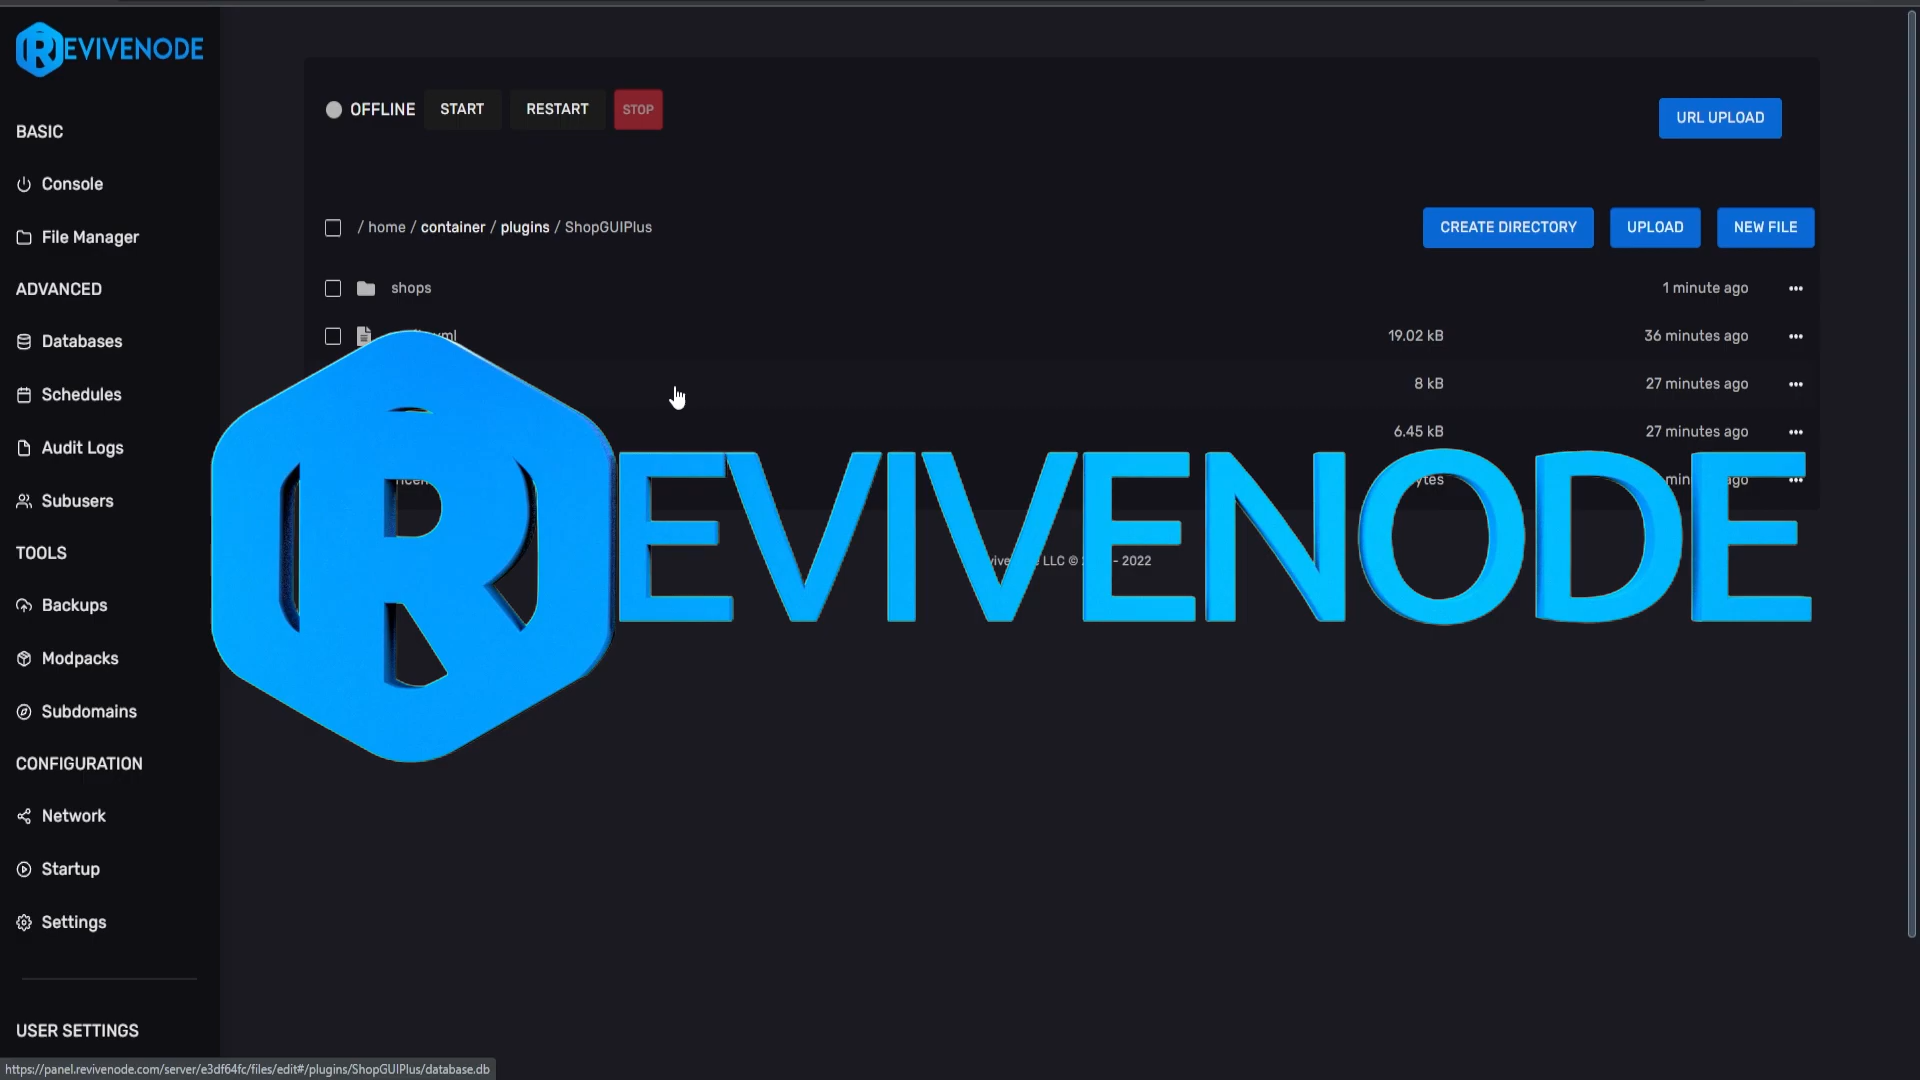 REVIVENODE
OFFLINE START RESTART STOP
URL UPLOAD
BASIC
Console
/ home / container / plugins / ShopGUIPlus
CREATE DIRECTORY UPLOAD NEW FILE
File Manager
shops 1 minute ago
ADVANCED
19.02 kB 36 minutes ago
Databases
8 kB 27 minutes ago
Schedules
6.45 kB 27 minutes ago
Audit Logs
Subusers
REVIVENODE
LLC © - 2022
TOOLS
Backups
Modpacks
Subdomains
CONFIGURATION
Network
Startup
Settings
USER SETTINGS
https://panel.revivenode.com/server/e3df64fc/files/edit#/plugins/ShopGUIPlus/database.db